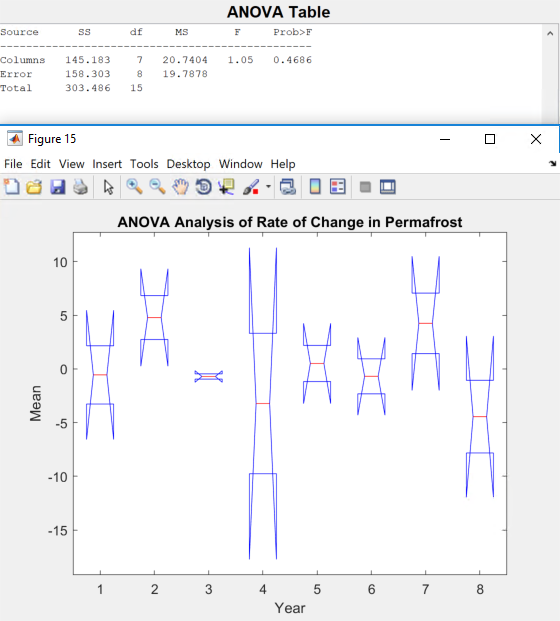 ANOVA Table
Source SS df MS F Prob>F
Columns 145.183 7 20.7404 1.05 0.4686
Error 158.303 8 19.7878
Total 303.486 15
Figure 15
File Edit View Insert Tools Desktop Window Help
ANOVA Analysis of Rate of Change in Permafrost
10
5
0
-5
-10
-15
Mean
1 2 3 4 5 6 7 8
Year